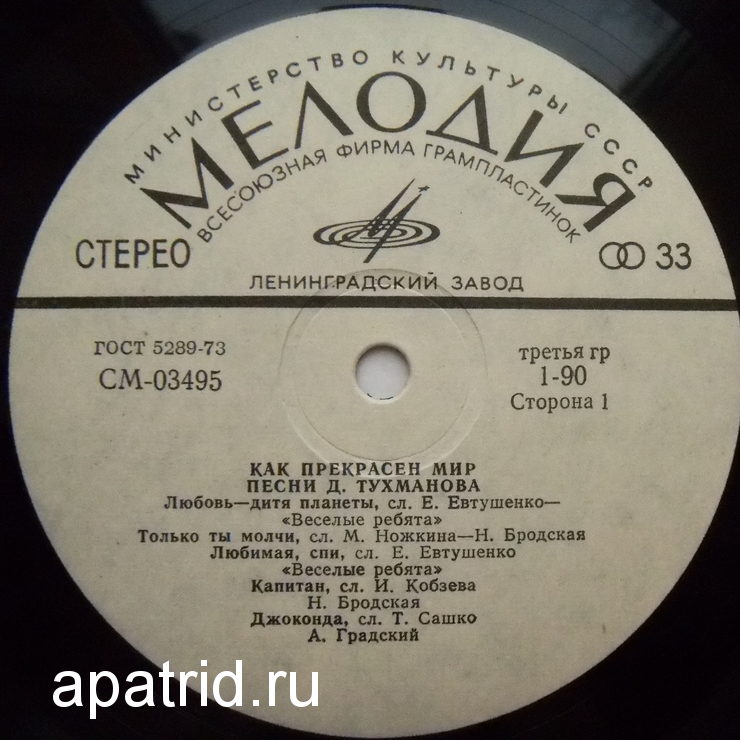 МИНИСТЕРСТВО КУЛЬТУРЫ СССР
МЕЛОДИЯ
ВСЕСОЮЗНАЯ ФИРМА ГРАМПЛАСТИНОК
СТЕРЕО
33
ЛЕНИНГРАДСКИЙ ЗАВОД
ГОСТ 5289-73
СМ-03495
третья гр
1-90
Сторона 1
КАК ПРЕКРАСЕН МИР
ПЕСНИ Д. ТУХМАНОВА
Любовь—дитя планеты, сл. Е. Евтушенко—
«Веселые ребята»
Только ты молчи, сл. М. Ножкина—Н. Бродская
Любимая, спи, сл. Е. Евтушенко
«Веселые ребята»
Капитан, сл. И. Кобзева
Н. Бродская
Джоконда, сл. Т. Сашко
А. Градский
apatrid.ru